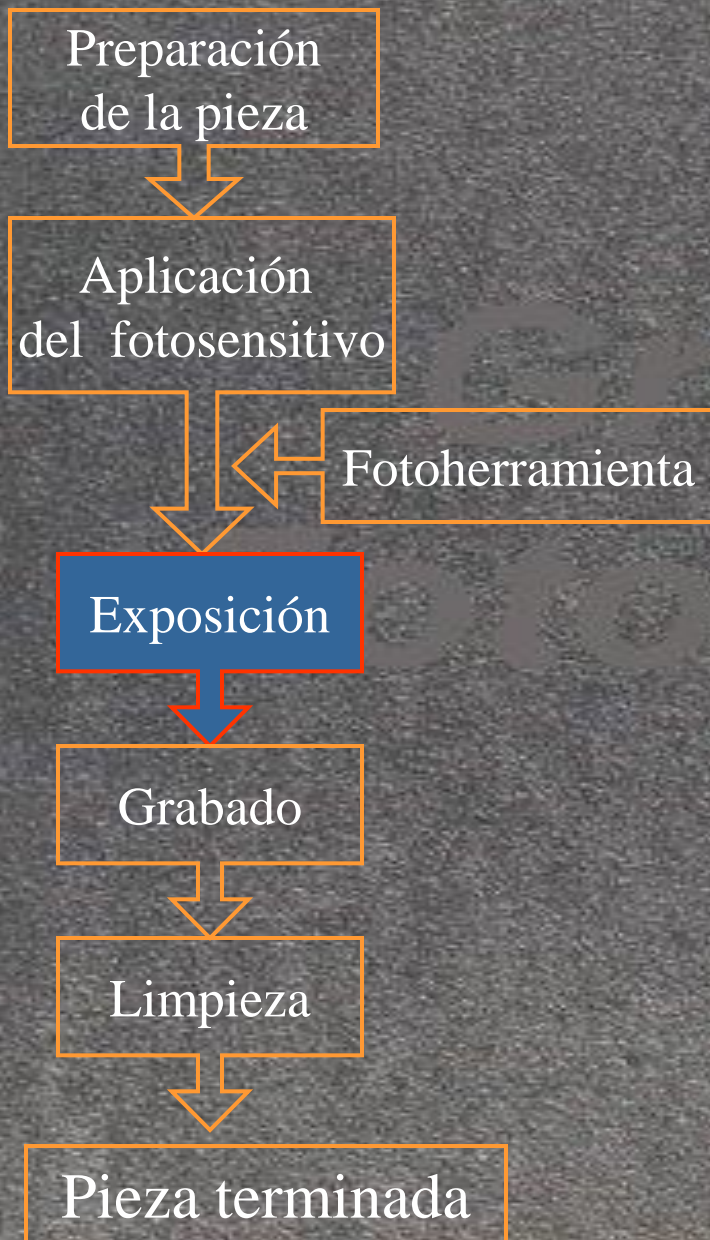 Preparación
de la pieza
Aplicación
del fotosensitivo
Fotoherramienta
Exposición
Grabado
Limpieza
Pieza terminada